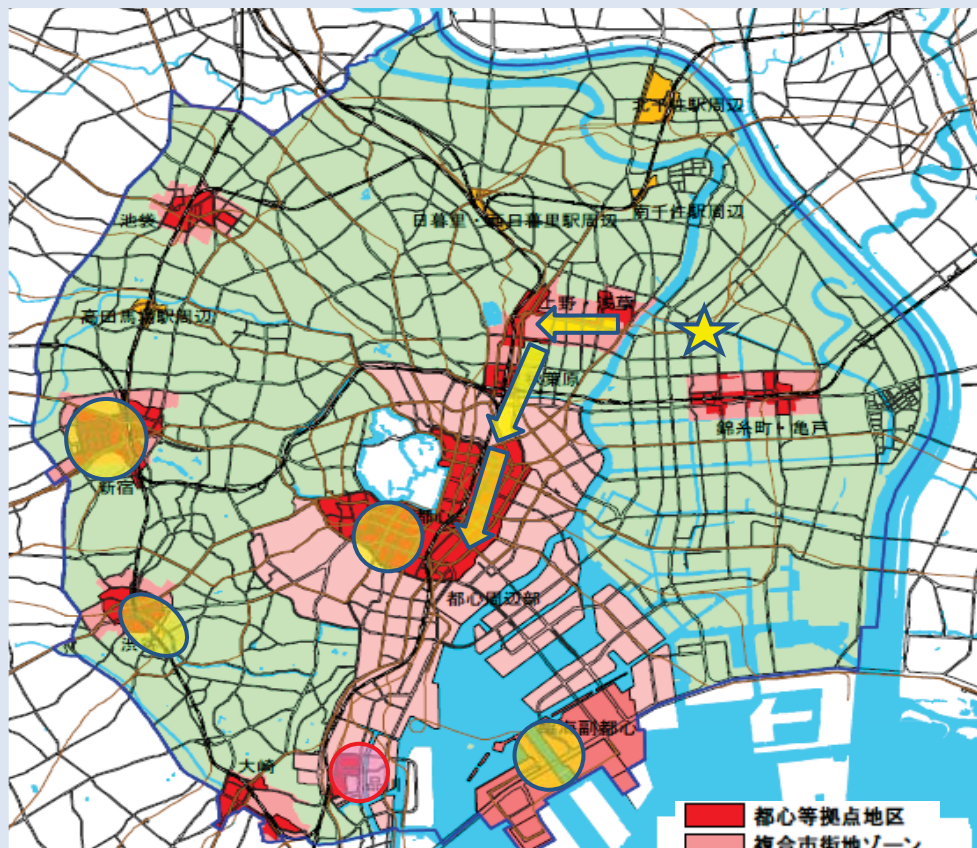 北千住駅周辺
池袋
日暮里・西日暮里駅周辺
南千住駅周辺
高田馬場駅周辺
上野・浅草
秋葉原
錦糸町・亀戸
新宿
都心
都心周辺部
渋
臨海副都心
大崎
品川
都心等拠点地区
複合市街地ゾーン